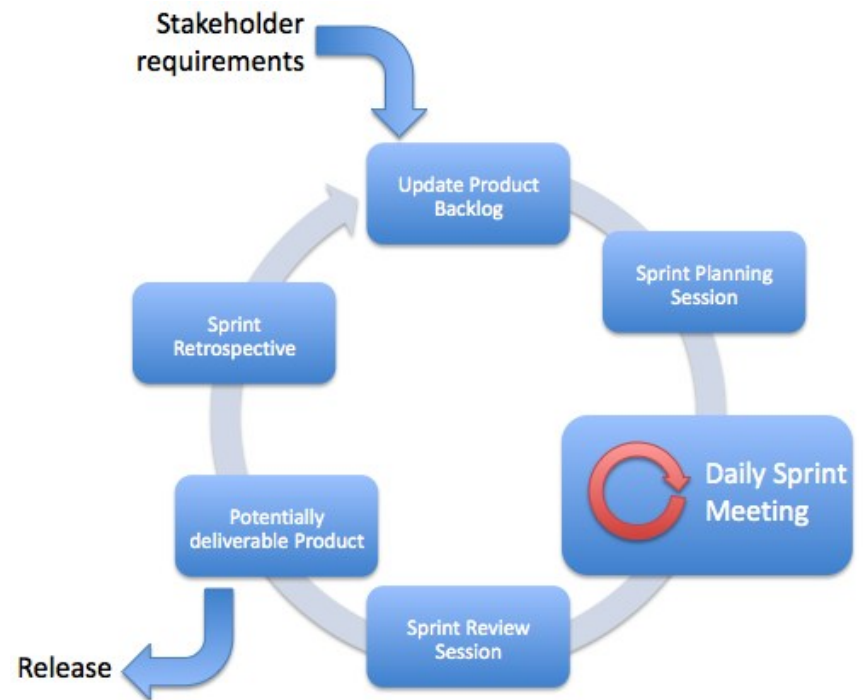 Stakeholder
requirements
Update Product
Backlog
Sprint Planning
Session
Daily Sprint
Meeting
Sprint Review
Session
Potentially
deliverable Product
Release
Sprint
Retrospective